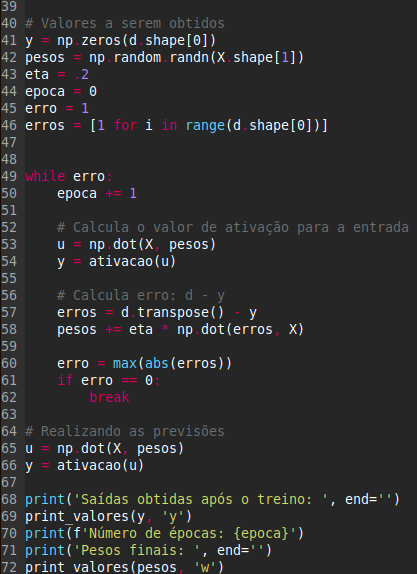 39
40 # Valores a serem obtidos
41 y = np.zeros(d.shape[0])
42 pesos = np.random.randn(X.shape[1])
43 eta = .2
44 epoca = 0
45 erro = 1
46 erros = [1 for i in range(d.shape[0])]
47
48
49 while erro:
50     epoca += 1
51
52     # Calcula o valor de ativação para a entrada
53     u = np.dot(X, pesos)
54     y = ativacao(u)
55
56     # Calcula erro: d - y
57     erros = d.transpose() - y
58     pesos += eta * np.dot(erros, X)
59
60     erro = max(abs(erros))
61     if erro == 0:
62         break
63
64 # Realizando as previsões
65 u = np.dot(X, pesos)
66 y = ativacao(u)
67
68 print('Saídas obtidas após o treino: ', end='')
69 print_valores(y, 'y')
70 print(f'Número de épocas: {epoca}')
71 print('Pesos finais: ', end='')
72 print_valores(pesos, 'w')